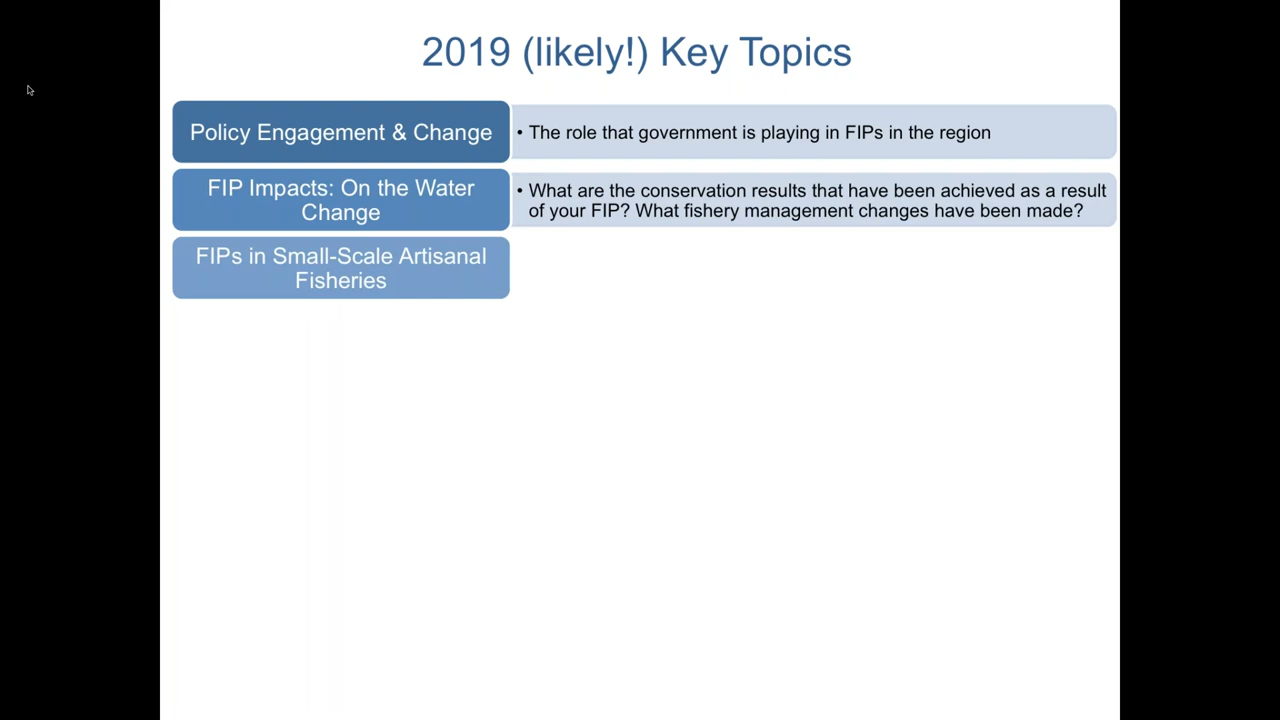 2019 (likely!) Key Topics
Policy Engagement & Change
• The role that government is playing in FIPs in the region
FIP Impacts: On the Water
Change
• What are the conservation results that have been achieved as a result
of your FIP? What fishery management changes have been made?
FIPs in Small-Scale Artisanal
Fisheries